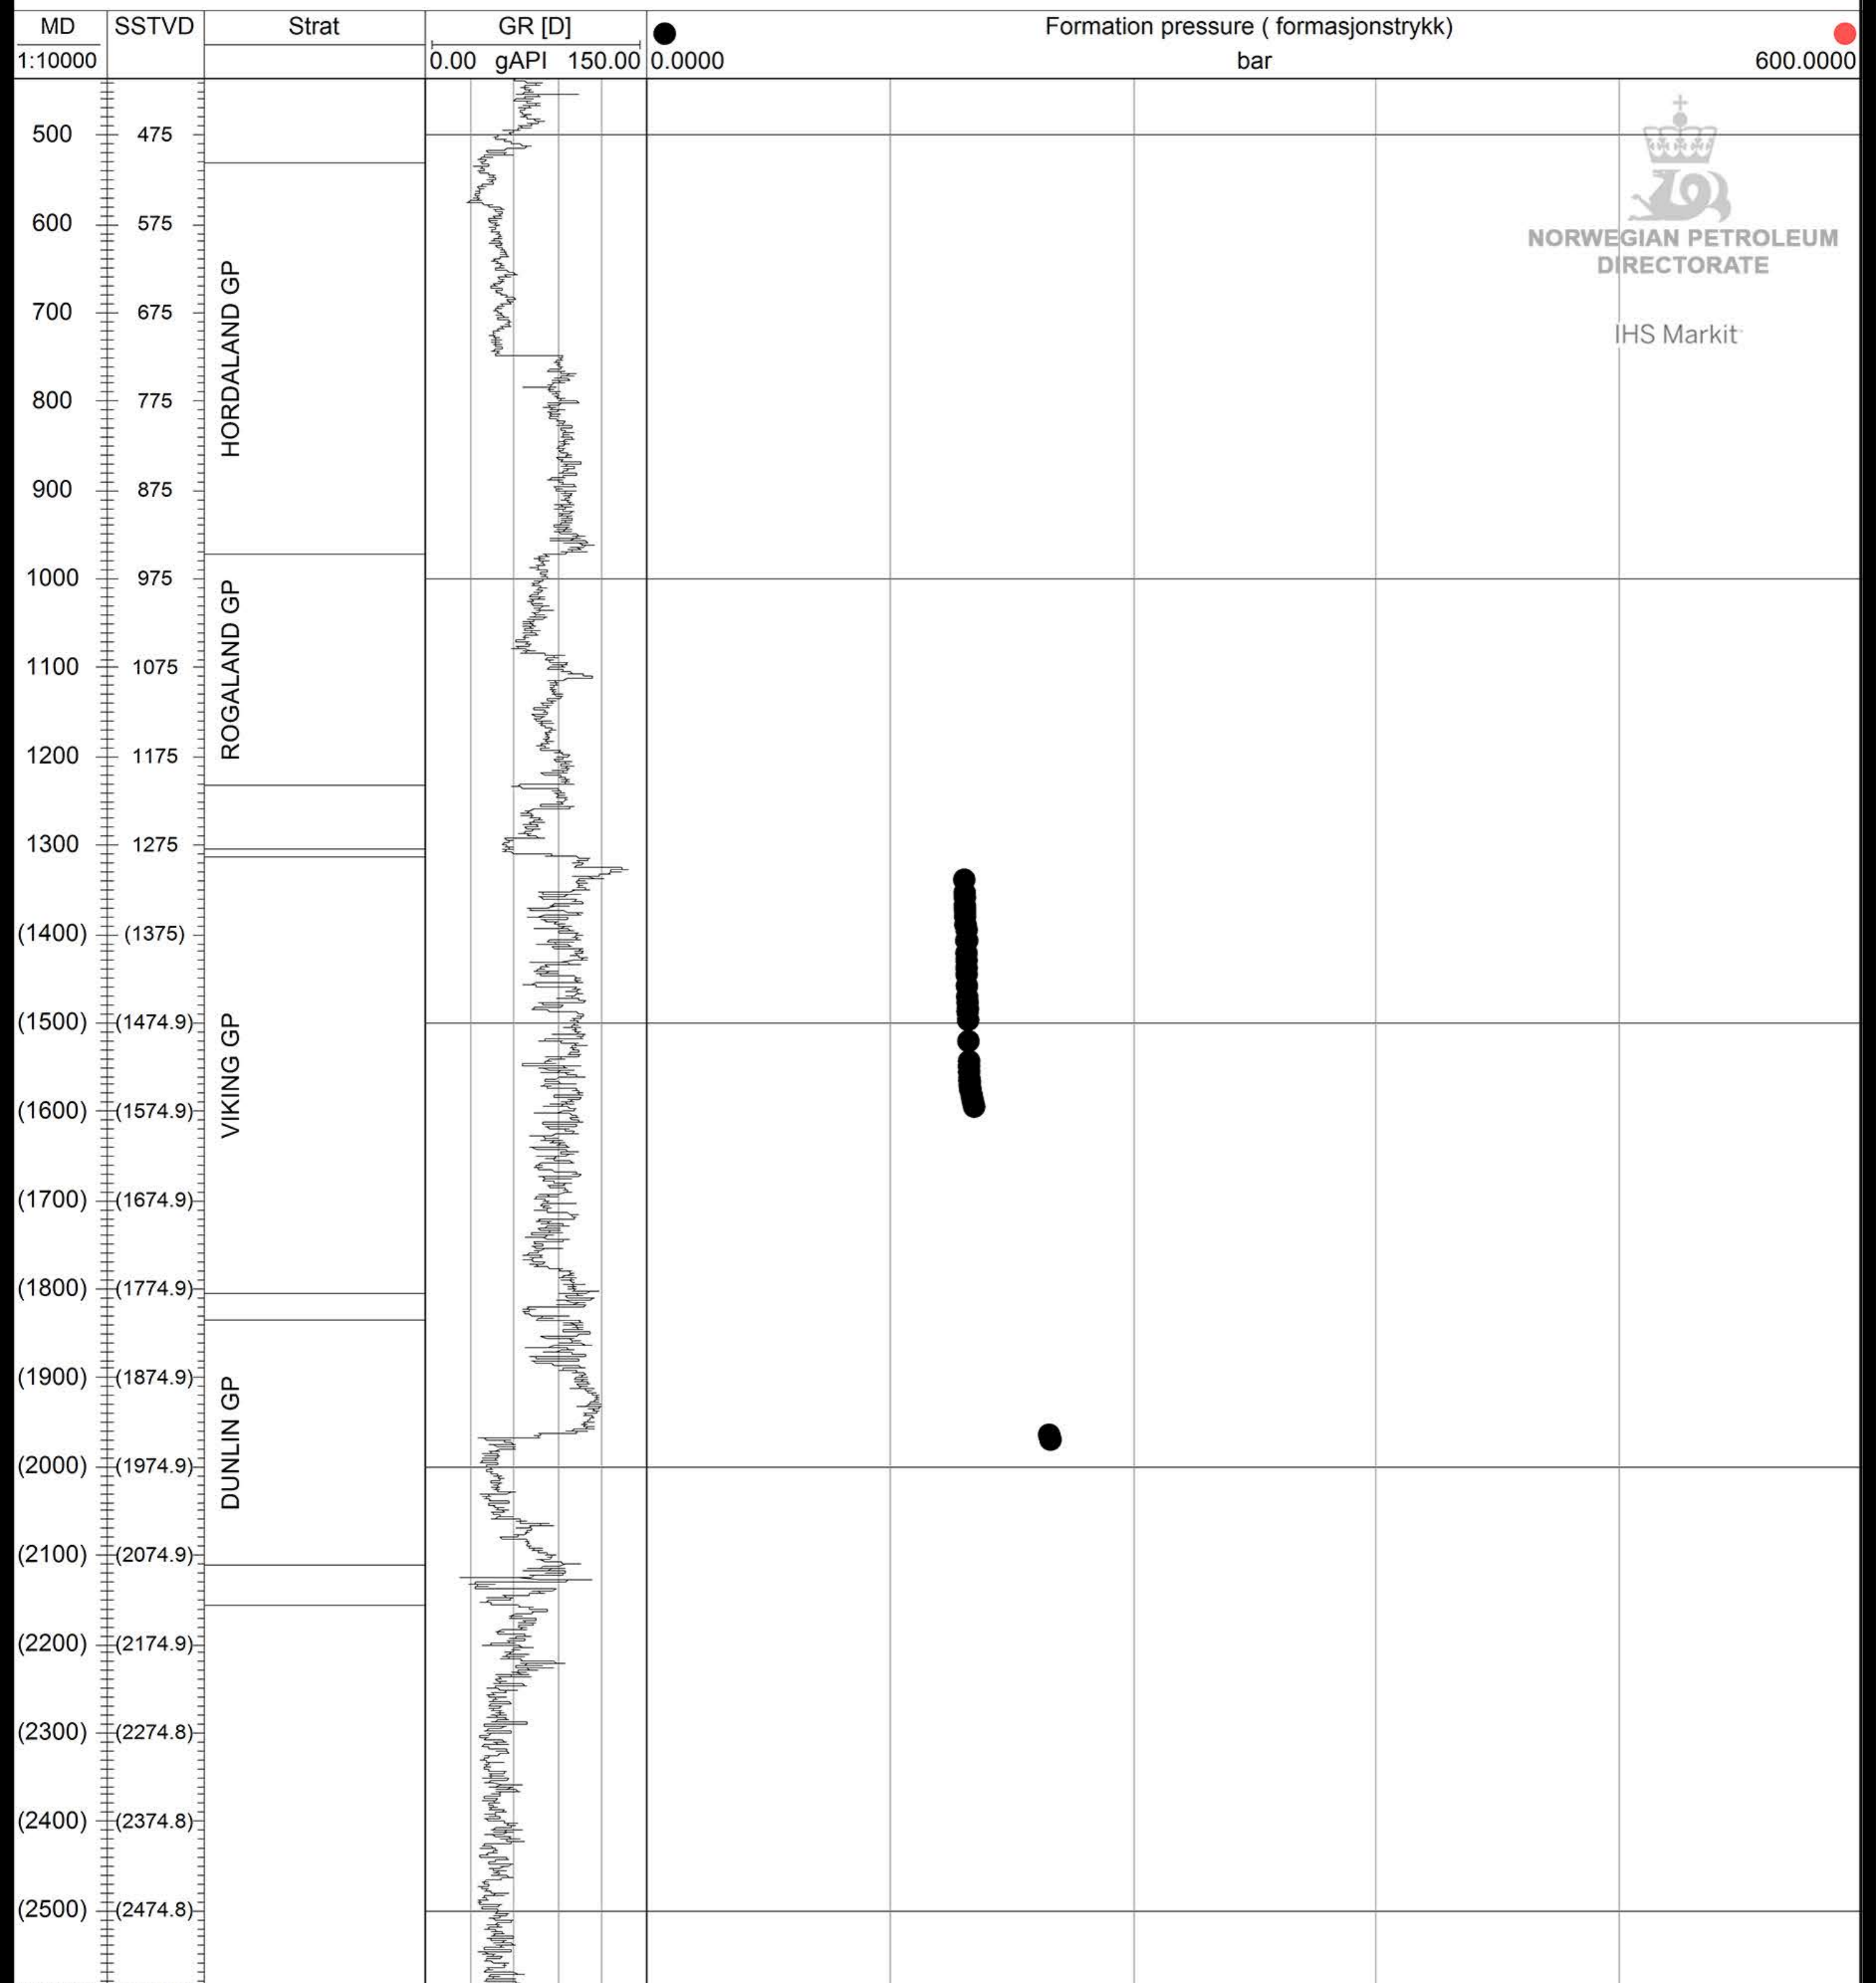 MD SSTVD Strat GR [D] Formation pressure ( formasjonstrykk)
1:10000 0.00 gAPI 150.00 0.0000 bar 600.0000
500 475
600 575
NORWEGIAN PETROLEUM
DIRECTORATE
700 675
IHS Markit
HORDALAND GP
800 775
900 875
1000 975
ROGALAND GP
1100 1075
1200 1175
1300 1275
(1400) (1375)
(1500) (1474.9)
VIKING GP
(1600) (1574.9)
(1700) (1674.9)
(1800) (1774.9)
(1900) (1874.9)
DUNLIN GP
(2000) (1974.9)
(2100) (2074.9)
(2200) (2174.9)
(2300) (2274.8)
(2400) (2374.8)
(2500) (2474.8)